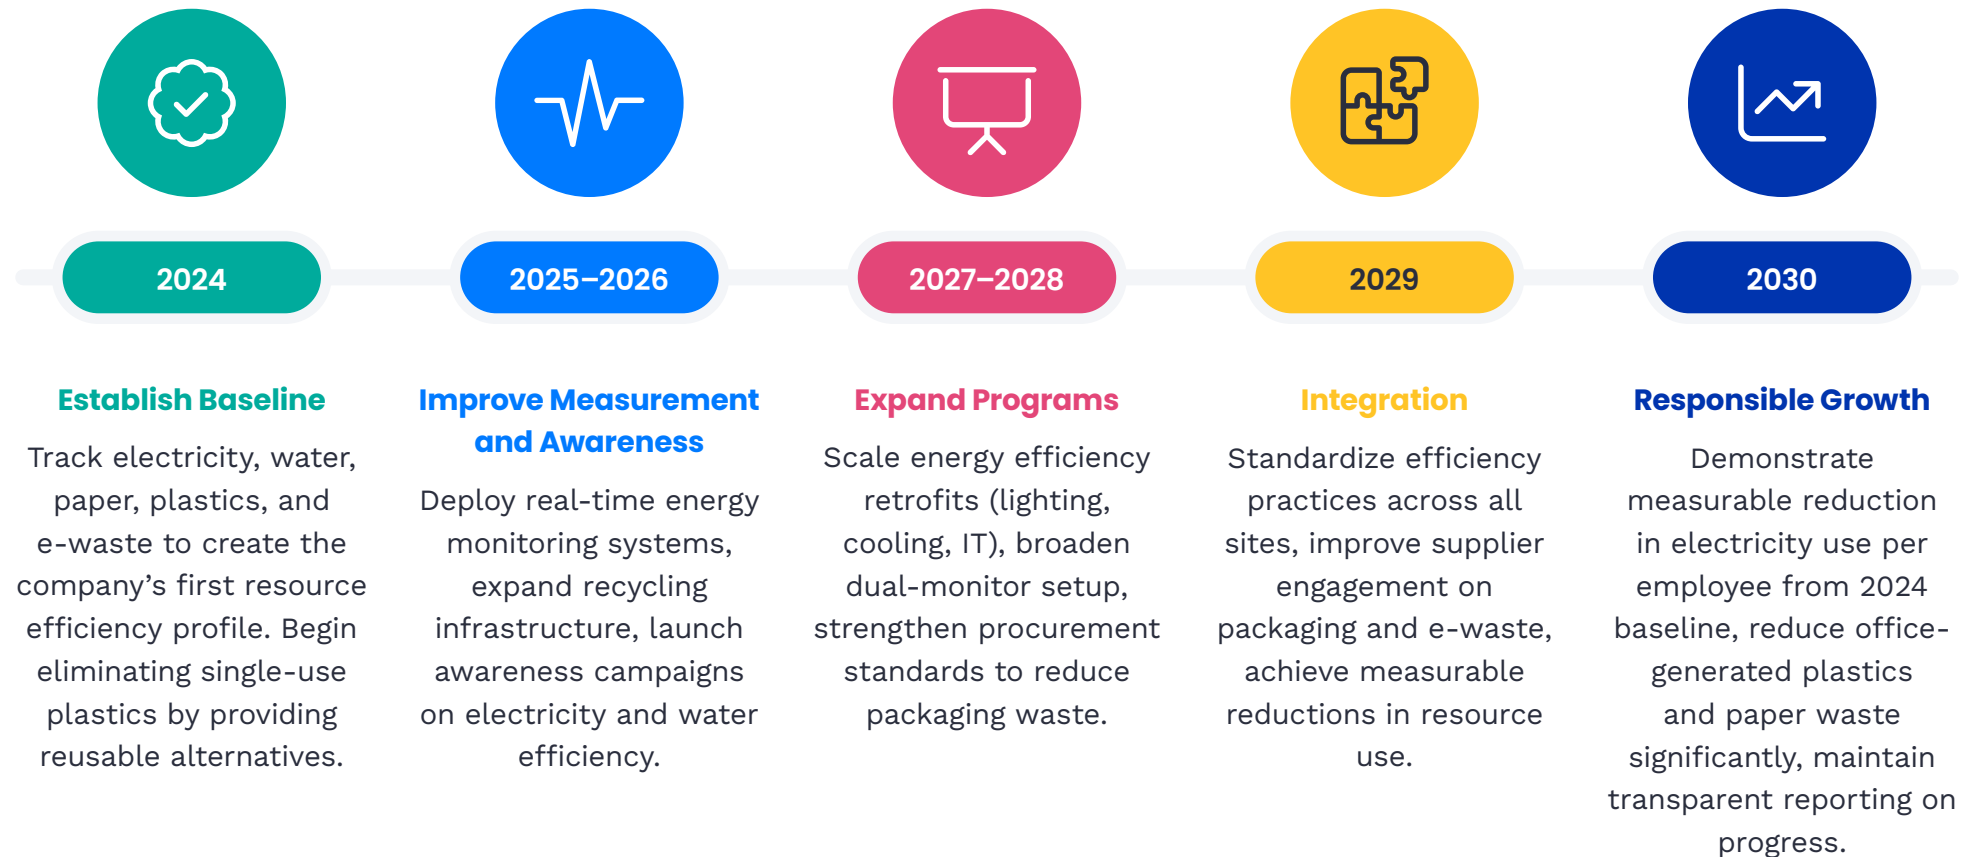 2024
2025–2026
2027–2028
2029
2030
Establish Baseline
Track electricity, water,
paper, plastics, and
e-waste to create the
company’s first resource
efficiency profile. Begin
eliminating single-use
plastics by providing
reusable alternatives.
Improve Measurement
and Awareness
Deploy real-time energy
monitoring systems,
expand recycling
infrastructure, launch
awareness campaigns
on electricity and water
efficiency.
Expand Programs
Scale energy efficiency
retrofits (lighting,
cooling, IT), broaden
dual-monitor setup,
strengthen procurement
standards to reduce
packaging waste.
Integration
Standardize efficiency
practices across all
sites, improve supplier
engagement on
packaging and e-waste,
achieve measurable
reductions in resource
use.
Responsible Growth
Demonstrate
measurable reduction
in electricity use per
employee from 2024
baseline, reduce office-
generated plastics
and paper waste
significantly, maintain
transparent reporting on
progress.